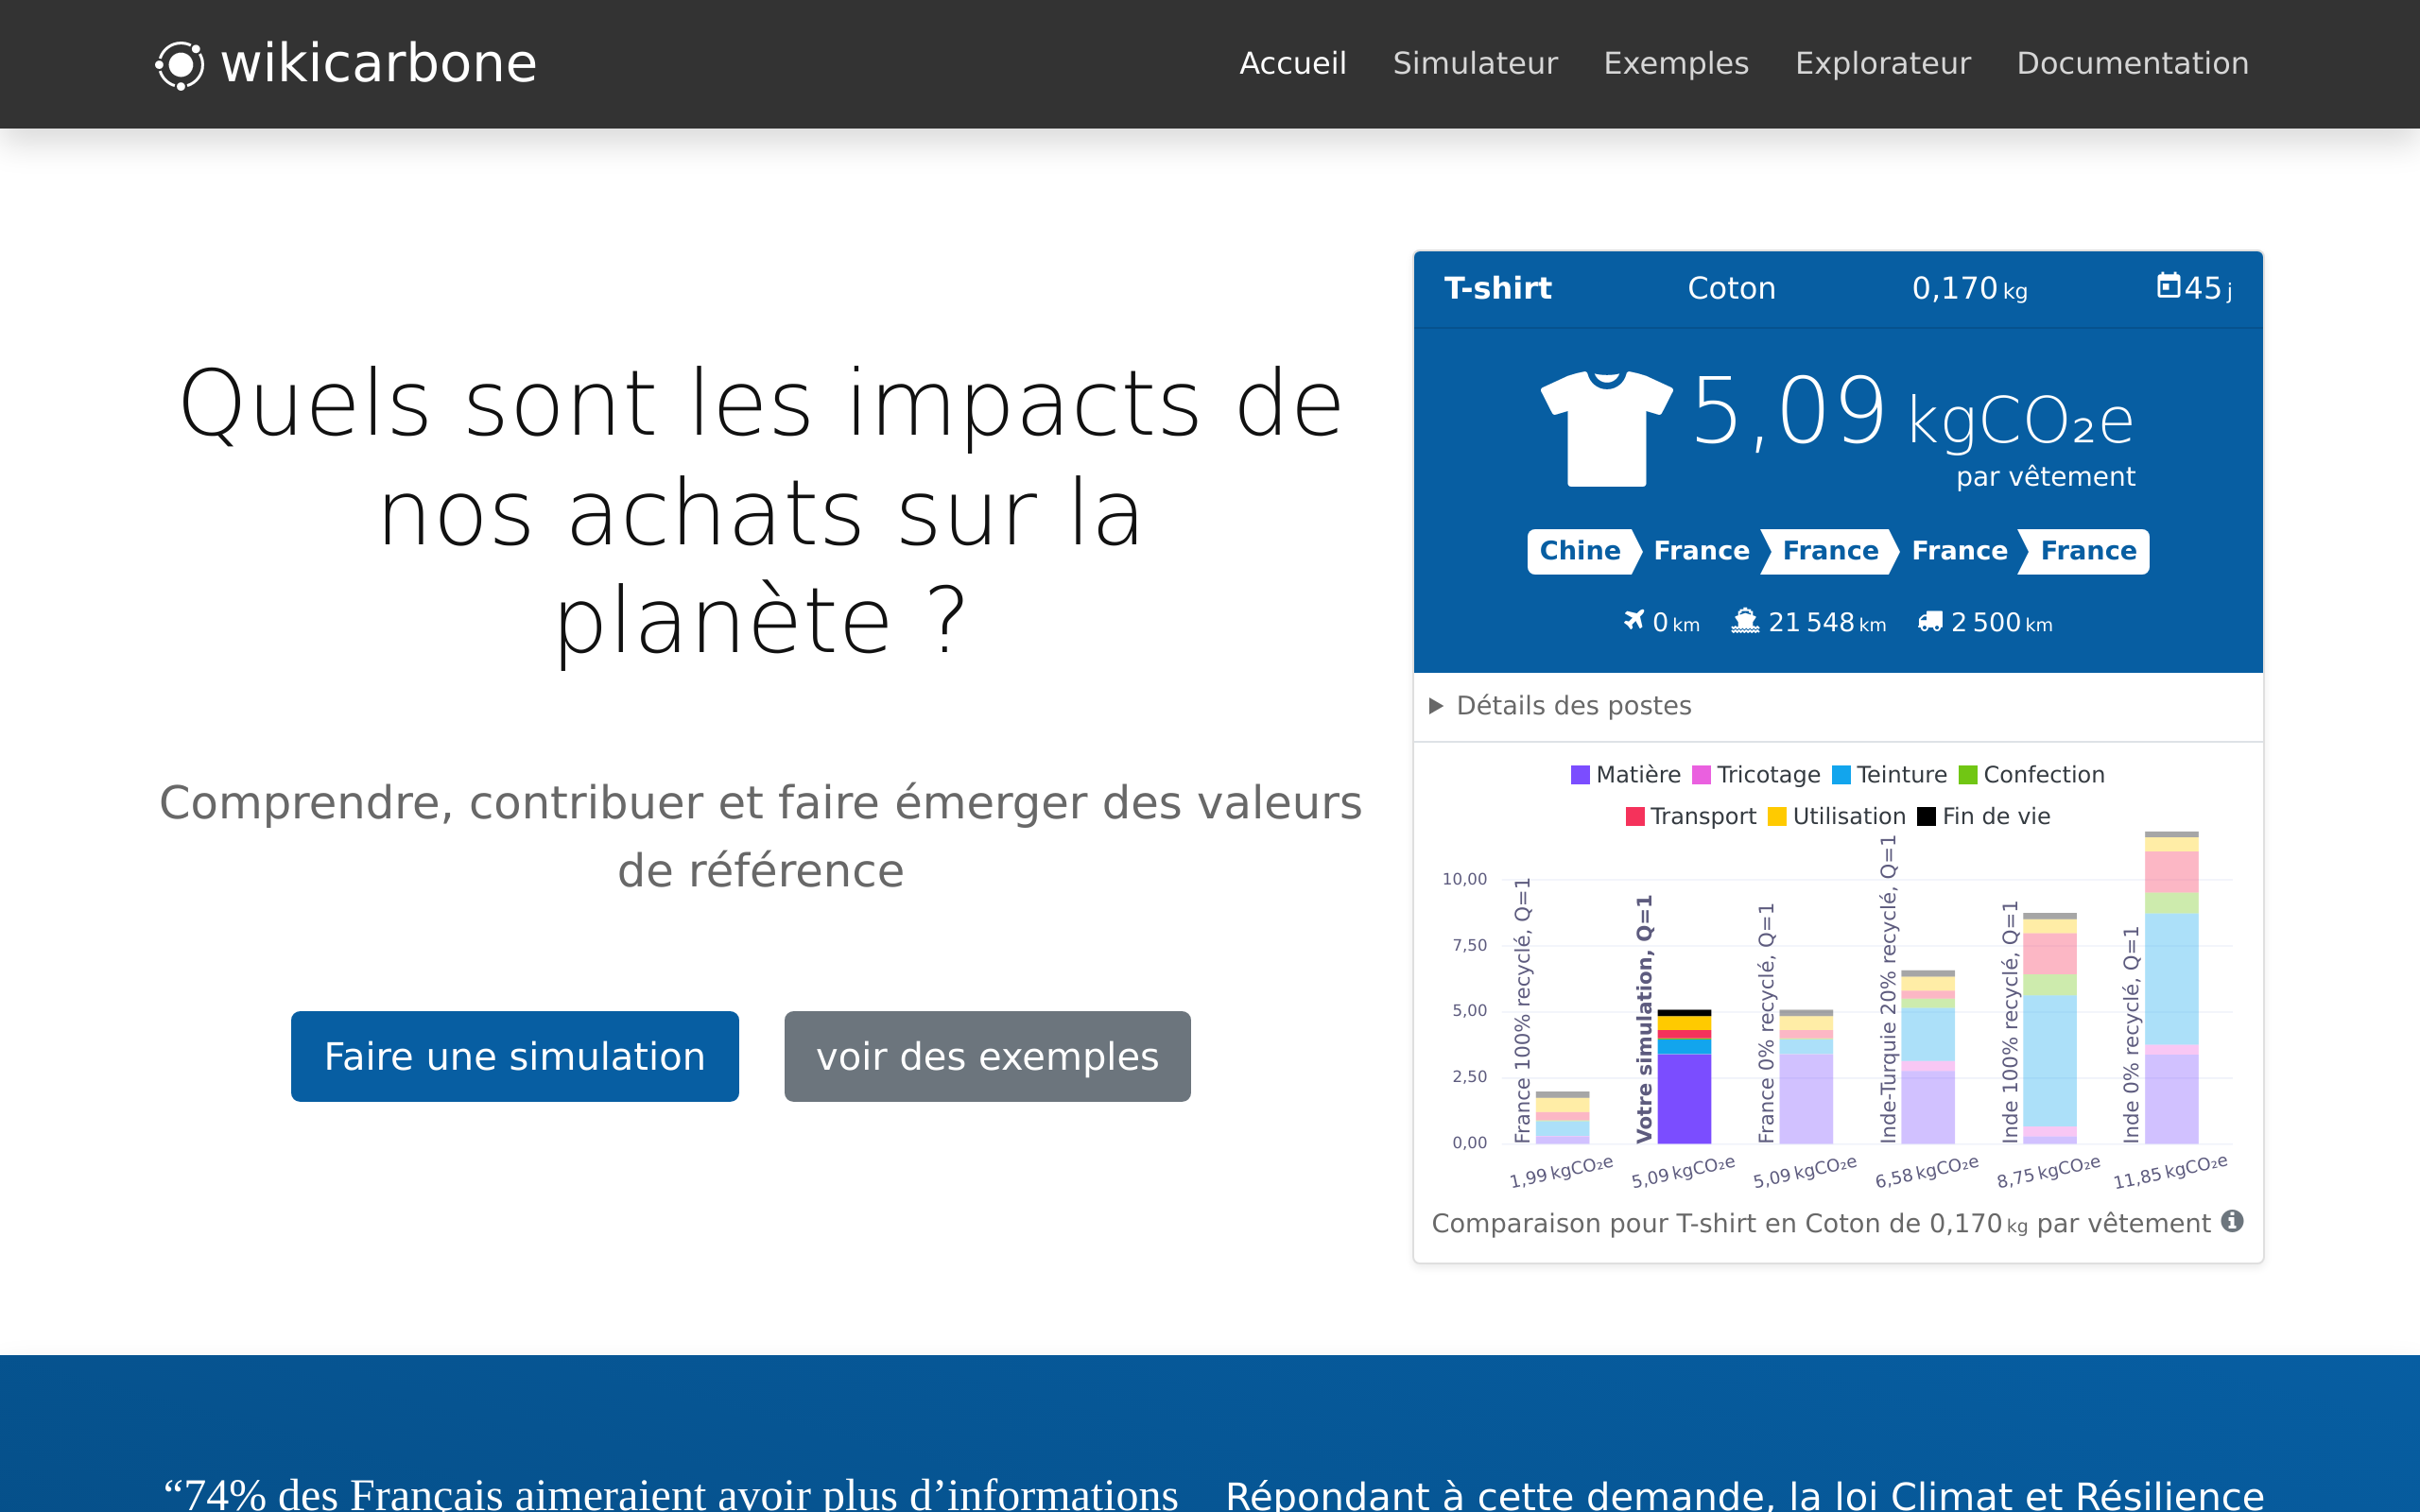 wikicarbone
Accueil Simulateur Exemples Explorateur Documentation
Quels sont les impacts de
nos achats sur la
planète ?
Comprendre, contribuer et faire émerger des valeurs
de référence
Faire une simulation
voir des exemples
T-shirt Coton 0,170 kg 45 j
5,09 kgCO₂e
par vêtement
Chine France France France France
0 km 21 548 km 2 500 km
Détails des postes
Matière Tricotage Teinture Confection
Transport Utilisation Fin de vie
10,00
7,50
5,00
2,50
0,00
France 100% recyclé, Q=1
Votre simulation, Q=1
France 0% recyclé, Q=1
Inde-Turquie 20% recyclé, Q=1
Inde 100% recyclé, Q=1
Inde 0% recyclé, Q=1
1,99 kgCO₂e 5,09 kgCO₂e 5,09 kgCO₂e 6,58 kgCO₂e 8,75 kgCO₂e 11,85 kgCO₂e
Comparaison pour T-shirt en Coton de 0,170 kg par vêtement
“74% des Français aimeraient avoir plus d’informations
Répondant à cette demande, la loi Climat et Résilience